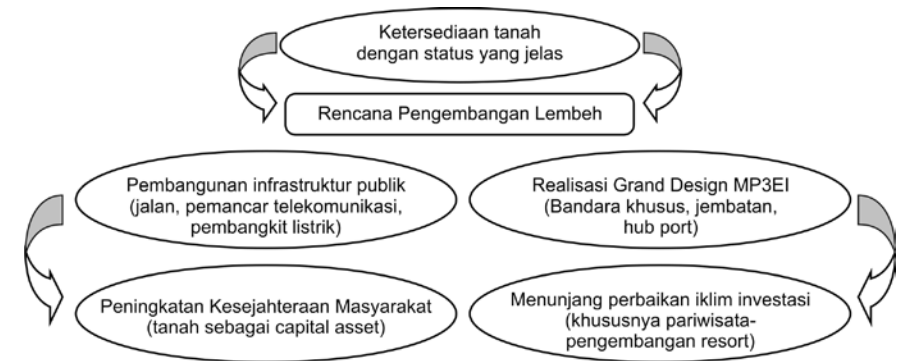 Ketersediaan tanah
dengan status yang jelas
Rencana Pengembangan Lembeh
Pembangunan infrastruktur publik
(jalan, pemancar telekomunikasi,
pembangkit listrik)
Realisasi Grand Design MP3EI
(Bandara khusus, jembatan,
hub port)
Peningkatan Kesejahteraan Masyarakat
(tanah sebagai capital asset)
Menunjang perbaikan iklim investasi
(khususnya pariwisata-
pengembangan resort)